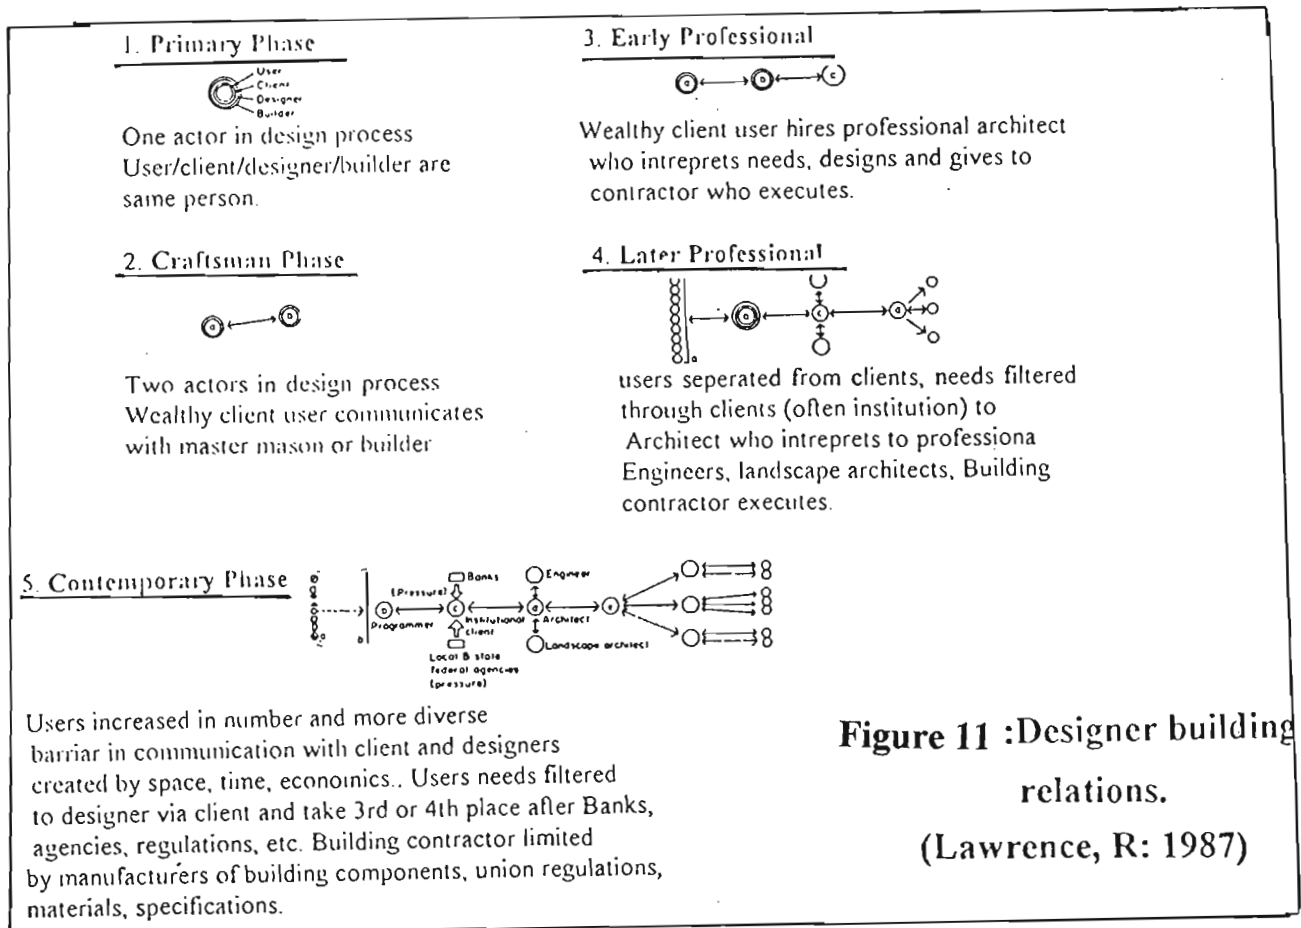 1. Primary Phase
User
Client
Designer
Builder
One actor in design process
User/client/designer/builder are
same person.
2. Craftsman Phase
a
b
Two actors in design process
Wealthy client user communicates
with master mason or builder
3. Early Professional
a
b
c
Wealthy client user hires professional architect
who intreprets needs, designs and gives to
contractor who executes.
4. Later Professional
a
c
d
users seperated from clients, needs filtered
through clients (often institution) to
Architect who intreprets to professiona
Engineers, landscape architects, Building
contractor executes.
5. Contemporary Phase
(Pressure)
Banks
Engineer
c
d
e
Programmer
Institutional
client
Architect
Landscape architect
Local & state
federal agencies
(pressure)
Users increased in number and more diverse
barriar in communication with client and designers
created by space, time, economics.. Users needs filtered
to designer via client and take 3rd or 4th place after Banks,
agencies, regulations, etc. Building contractor limited
by manufacturers of building components, union regulations,
materials, specifications.
Figure 11 :Designer building
relations.
(Lawrence, R: 1987)